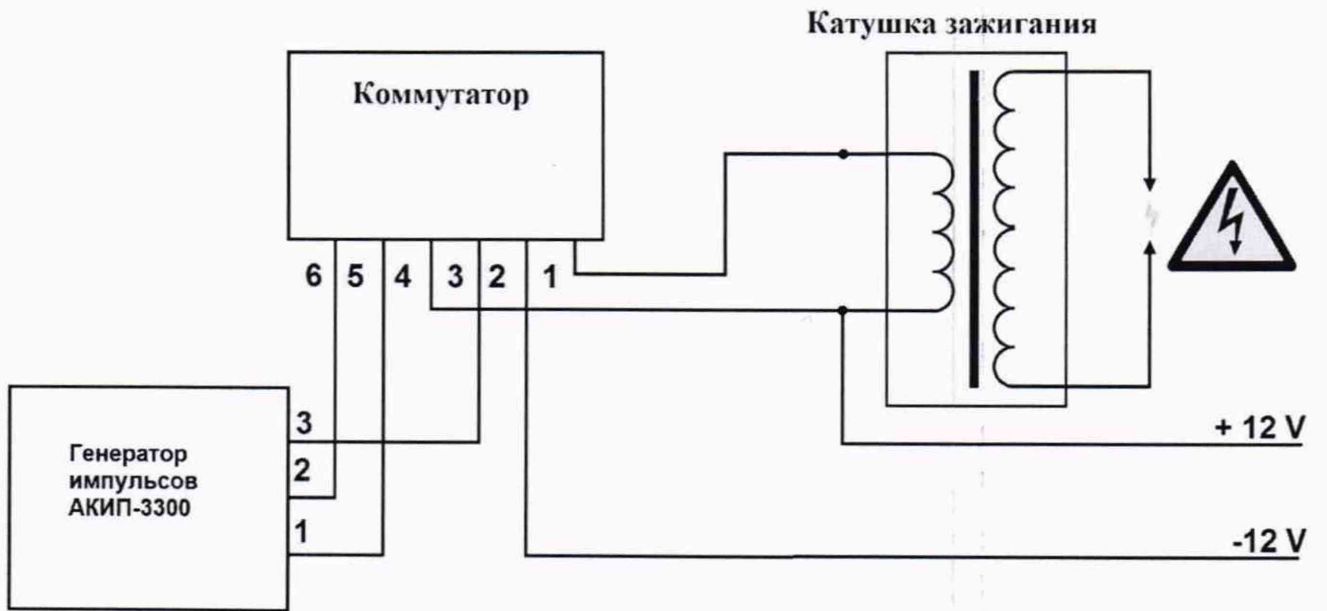 Катушка зажигания
Коммутатор
6 5 4 3 2 1
3
Генератор
импульсов
АКИП-3300
2
1
+ 12 V
-12 V